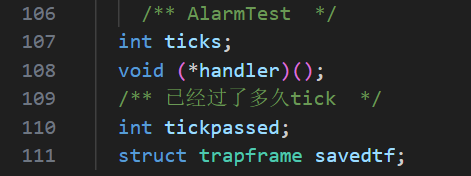 106 /** AlarmTest  */
107 int ticks;
108 void (*handler)();
109 /** 已经过了多久tick  */
110 int tickpassed;
111 struct trapframe savedtf;